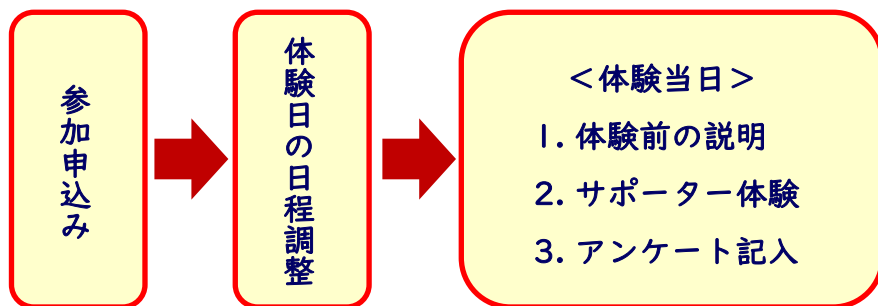 参加申込み
体験日の日程調整
＜体験当日＞
1. 体験前の説明
2. サポーター体験
3. アンケート記入